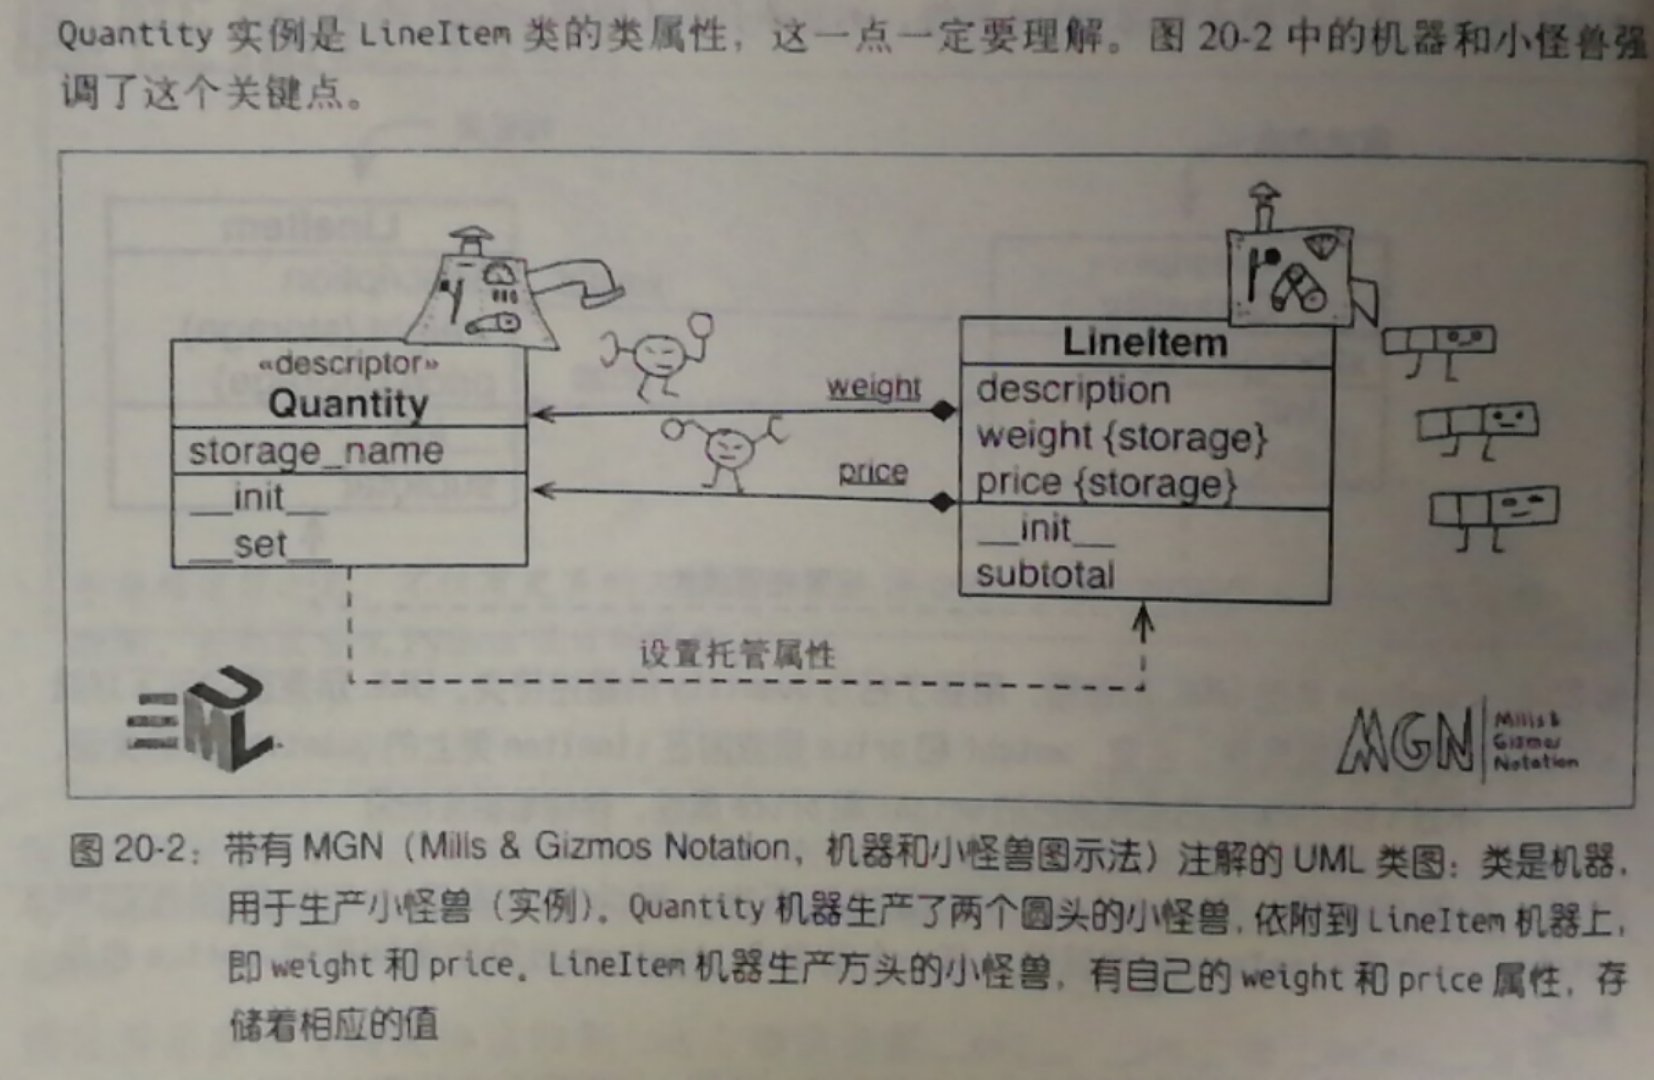 Quantity 实例是 LineItem 类的类属性，这一点一定要理解。图 20-2 中的机器和小怪兽强
调了这个关键点。
«descriptor»
Quantity
storage_name
__init__
__set__
weight
price
LineItem
description
weight {storage}
price {storage}
__init__
subtotal
设置托管属性
UML
MGN
Mills &
Gizmos
Notation
图 20-2：带有 MGN（Mills & Gizmos Notation，机器和小怪兽图示法）注解的 UML 类图：类是机器，
用于生产小怪兽（实例）。Quantity 机器生产了两个圆头的小怪兽，依附到 LineItem 机器上，
即 weight 和 price。LineItem 机器生产方头的小怪兽，有自己的 weight 和 price 属性，存
储着相应的值